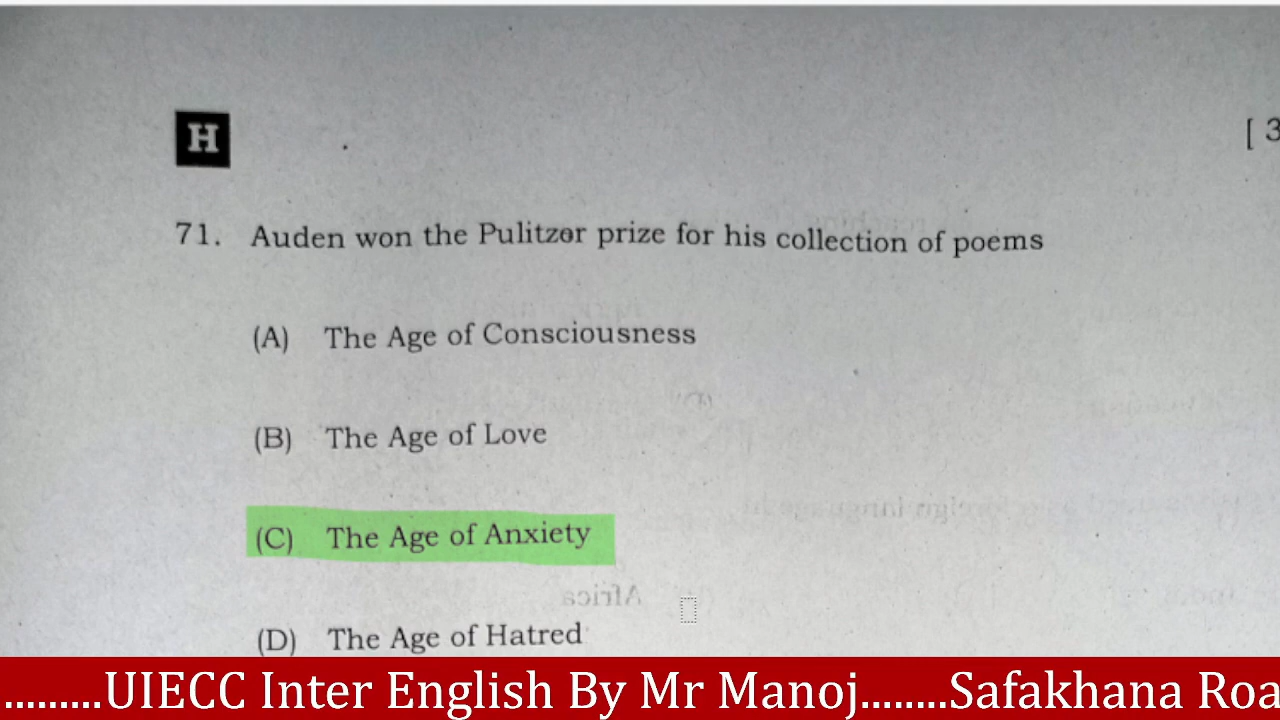 H
[ 3
71. Auden won the Pulitzer prize for his collection of poems
(A) The Age of Consciousness
(B) The Age of Love
(C) The Age of Anxiety
Africa
(D) The Age of Hatred
.........UIECC Inter English By Mr Manoj........Safakhana Roa